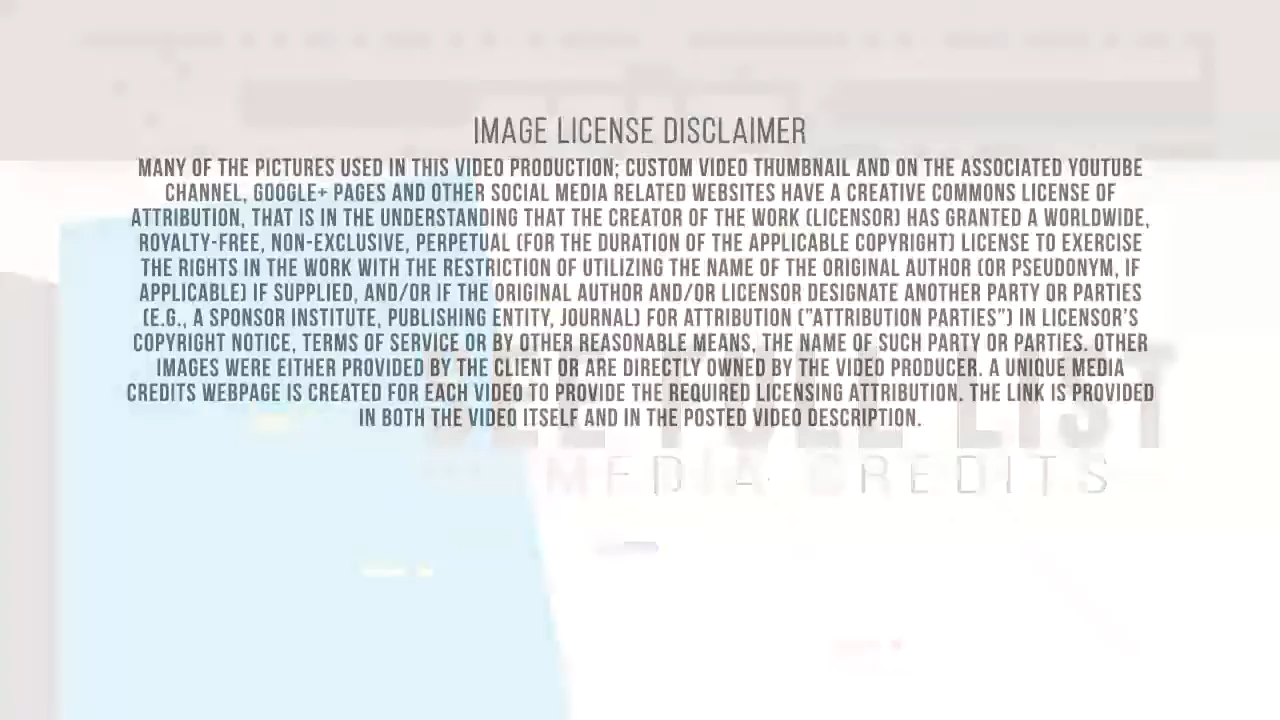 IMAGE LICENSE DISCLAIMER
MANY OF THE PICTURES USED IN THIS VIDEO PRODUCTION; CUSTOM VIDEO THUMBNAIL AND ON THE ASSOCIATED YOUTUBE
CHANNEL, GOOGLE+ PAGES AND OTHER SOCIAL MEDIA RELATED WEBSITES HAVE A CREATIVE COMMONS LICENSE OF
ATTRIBUTION, THAT IS IN THE UNDERSTANDING THAT THE CREATOR OF THE WORK (LICENSOR) HAS GRANTED A WORLDWIDE,
ROYALTY-FREE, NON-EXCLUSIVE, PERPETUAL (FOR THE DURATION OF THE APPLICABLE COPYRIGHT) LICENSE TO EXERCISE
THE RIGHTS IN THE WORK WITH THE RESTRICTION OF UTILIZING THE NAME OF THE ORIGINAL AUTHOR (OR PSEUDONYM, IF
APPLICABLE) IF SUPPLIED, AND/OR IF THE ORIGINAL AUTHOR AND/OR LICENSOR DESIGNATE ANOTHER PARTY OR PARTIES
(E.G., A SPONSOR INSTITUTE, PUBLISHING ENTITY, JOURNAL) FOR ATTRIBUTION ("ATTRIBUTION PARTIES") IN LICENSOR'S
COPYRIGHT NOTICE, TERMS OF SERVICE OR BY OTHER REASONABLE MEANS, THE NAME OF SUCH PARTY OR PARTIES. OTHER
IMAGES WERE EITHER PROVIDED BY THE CLIENT OR ARE DIRECTLY OWNED BY THE VIDEO PRODUCER. A UNIQUE MEDIA
CREDITS WEBPAGE IS CREATED FOR EACH VIDEO TO PROVIDE THE REQUIRED LICENSING ATTRIBUTION. THE LINK IS PROVIDED
IN BOTH THE VIDEO ITSELF AND IN THE POSTED VIDEO DESCRIPTION.
SEE FULL LIST
MEDIA CREDITS